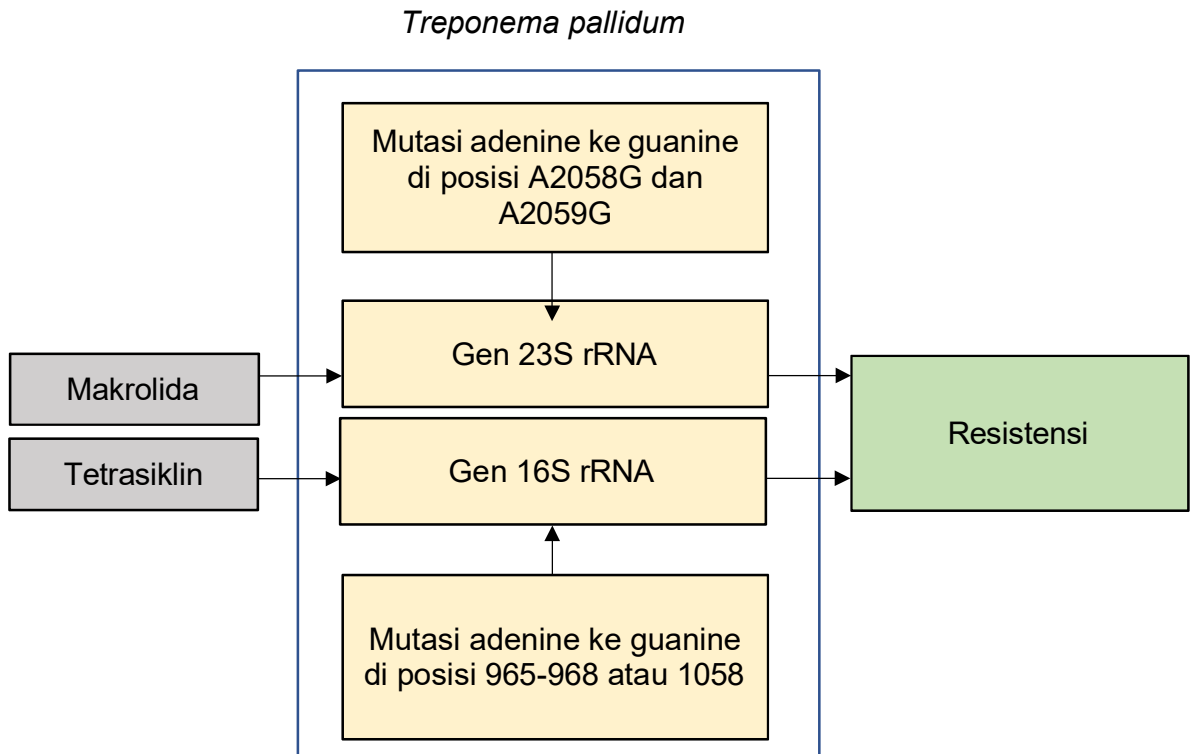 Treponema pallidum
Mutasi adenine ke guanine
di posisi A2058G dan
A2059G
Gen 23S rRNA
Makrolida
Resistensi
Tetrasiklin
Gen 16S rRNA
Mutasi adenine ke guanine
di posisi 965-968 atau 1058